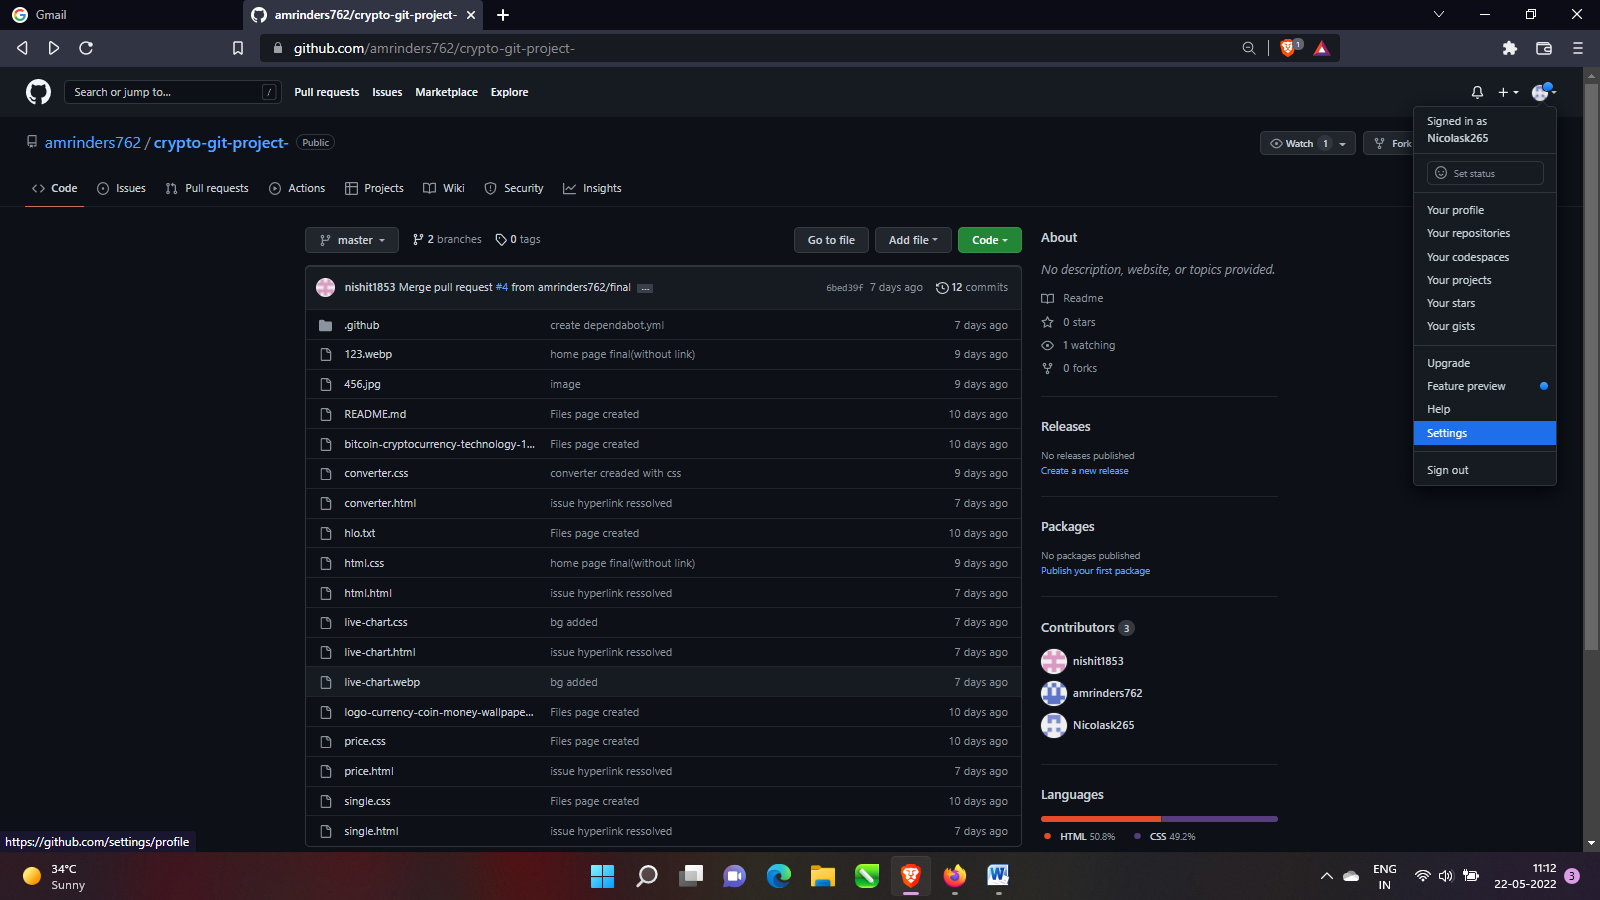 Gmail
amrinders762/crypto-git-project-
github.com/amrinders762/crypto-git-project-
1
Search or jump to...
/
Pull requests
Issues
Marketplace
Explore
Signed in as
Nicolask265
Set status
Your profile
Your repositories
Your codespaces
Your projects
Your stars
Your gists
Upgrade
Feature preview
Help
Settings
Sign out
amrinders762 / crypto-git-project-
Public
Watch 1
Fork
Code
Issues
Pull requests
Actions
Projects
Wiki
Security
Insights
master
2 branches
0 tags
Go to file
Add file
Code
nishit1853 Merge pull request #4 from amrinders762/final ...
6bed39f 7 days ago
12 commits
.github create dependabot.yml 7 days ago
123.webp home page final(without link) 9 days ago
456.jpg image 9 days ago
README.md Files page created 10 days ago
bitcoin-cryptocurrency-technology-1... Files page created 10 days ago
converter.css converter creaded with css 9 days ago
converter.html issue hyperlink ressolved 7 days ago
hlo.txt Files page created 10 days ago
html.css home page final(without link) 9 days ago
html.html issue hyperlink ressolved 7 days ago
live-chart.css bg added 7 days ago
live-chart.html issue hyperlink ressolved 7 days ago
live-chart.webp bg added 7 days ago
logo-currency-coin-money-wallpape... Files page created 10 days ago
price.css Files page created 10 days ago
price.html issue hyperlink ressolved 7 days ago
single.css Files page created 10 days ago
single.html issue hyperlink ressolved 7 days ago
About
No description, website, or topics provided.
Readme
0 stars
1 watching
0 forks
Releases
No releases published
Create a new release
Packages
No packages published
Publish your first package
Contributors 3
nishit1853
amrinders762
Nicolask265
Languages
HTML 50.8%
CSS 49.2%
https://github.com/settings/profile
34°C
Sunny
ENG
IN
11:12
22-05-2022
3